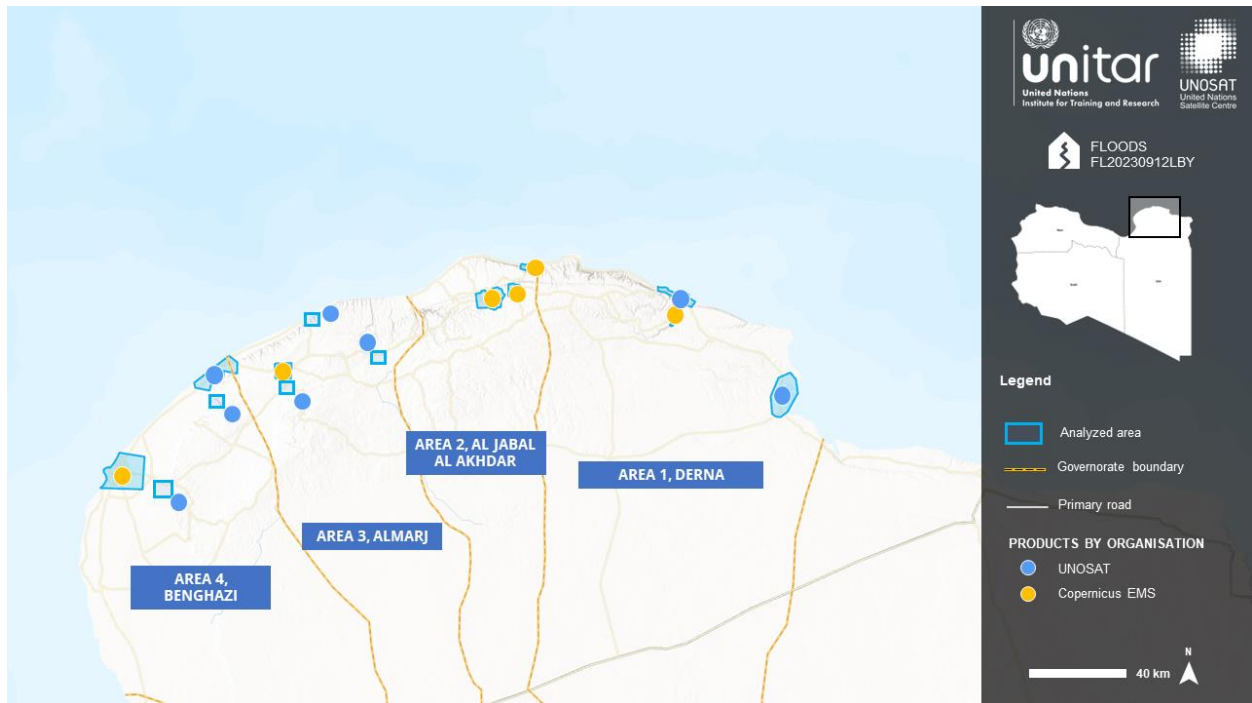 unitar
United Nations
Institute for Training and Research
UNOSAT
United Nations
Satellite Centre
FLOODS
FL20230912LBY
AREA 2, AL JABAL
AL AKHDAR
AREA 1, DERNA
AREA 3, ALMARJ
AREA 4,
BENGHAZI
Legend
Analyzed area
Governorate boundary
Primary road
PRODUCTS BY ORGANISATION
UNOSAT
Copernicus EMS
N
40 km